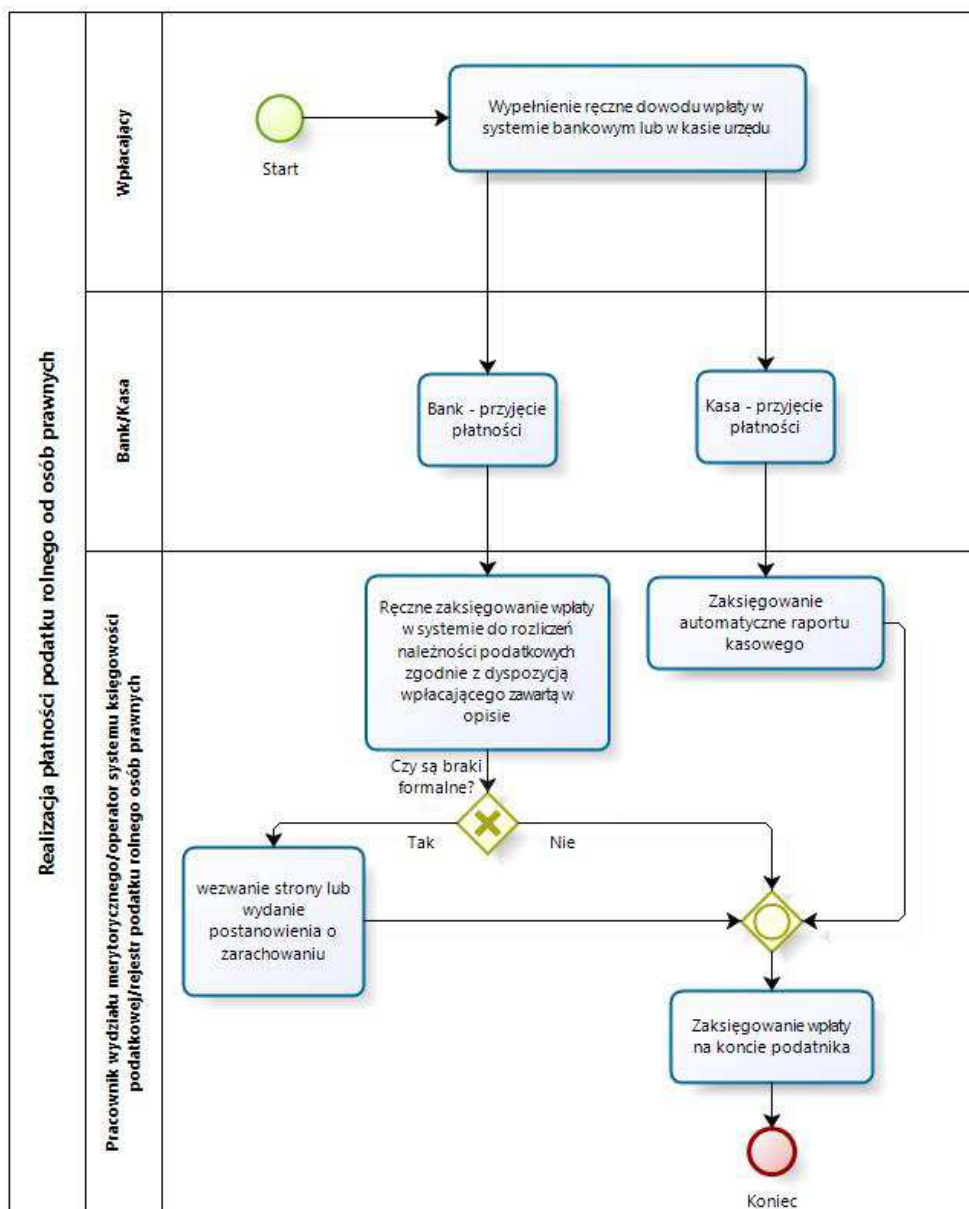 Realizacja płatności podatku rolnego od osób prawnych
Wpłacający
Start
Wypełnienie ręczne dowodu wpłaty w
systemie bankowym lub w kasie urzędu
Bank/Kasa
Bank - przyjęcie
płatności
Kasa - przyjęcie
płatności
Pracownik wydziału merytorycznego/operator systemu księgowości
podatkowej/rejestr podatku rolnego osób prawnych
Ręczne zaksięgowanie wpłaty
w systemie do rozliczeń
należności podatkowych
zgodnie z dyspozycją
wpłacającego zawartą w
opisie
Zaksięgowanie
automatyczne raportu
kasowego
Czy są braki
formalne?
Tak
Nie
wezwanie strony lub
wydanie
postanowienia o
zarachowaniu
Zaksięgowanie wpłaty
na koncie podatnika
Koniec